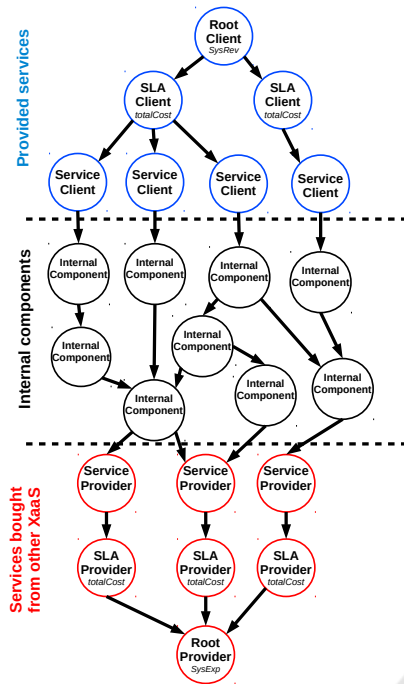 Provided services
Root
Client
SysRev
SLA
Client
totalCost
SLA
Client
totalCost
Service
Client
Service
Client
Service
Client
Service
Client
Internal components
Internal
Component
Internal
Component
Internal
Component
Internal
Component
Internal
Component
Internal
Component
Internal
Component
Internal
Component
Internal
Component
Services bought
from other XaaS
Service
Provider
Service
Provider
Service
Provider
SLA
Provider
totalCost
SLA
Provider
totalCost
SLA
Provider
totalCost
Root
Provider
SysExp